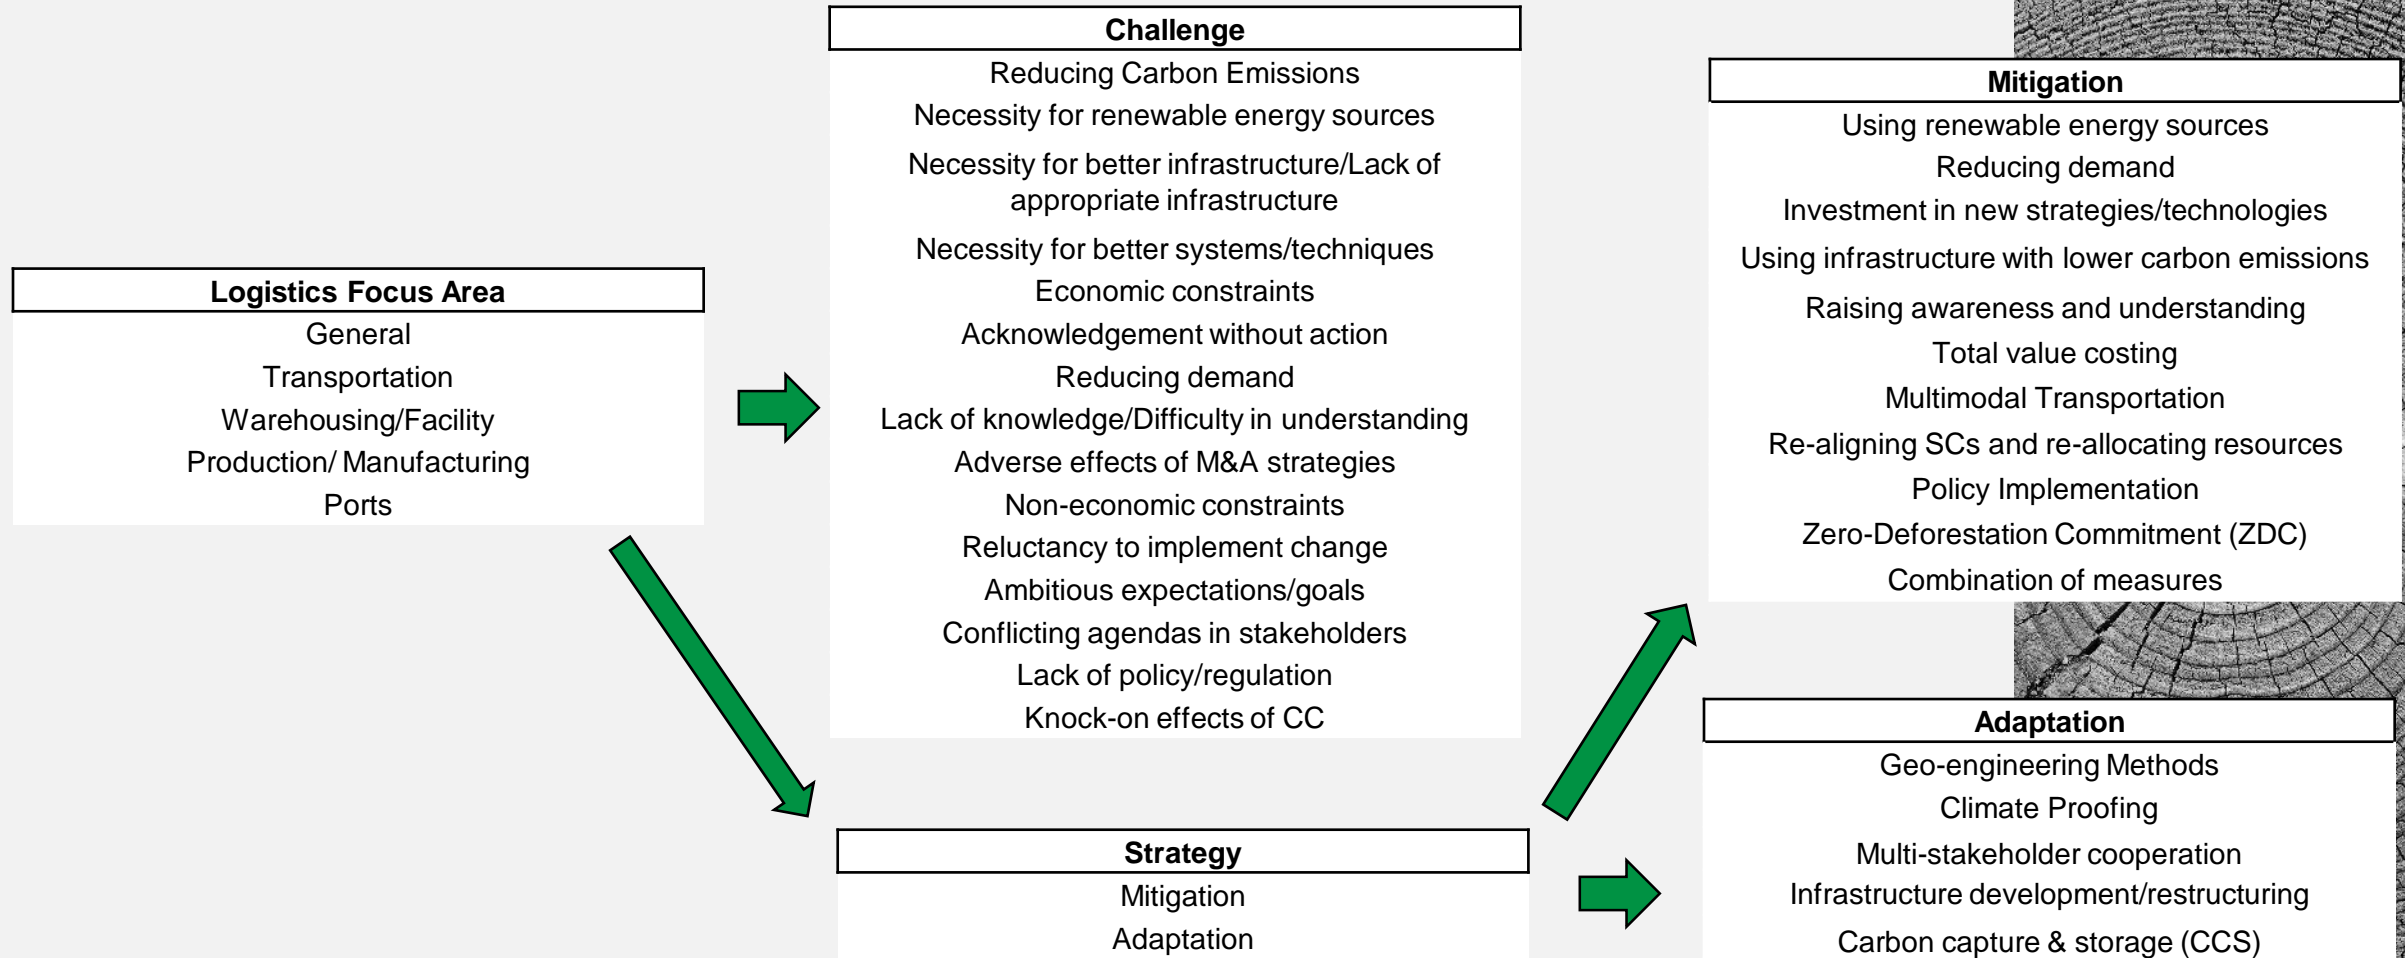 Logistics Focus Area
General
Transportation
Warehousing/Facility
Production/ Manufacturing
Ports
Challenge
Reducing Carbon Emissions
Necessity for renewable energy sources
Necessity for better infrastructure/Lack of
appropriate infrastructure
Necessity for better systems/techniques
Economic constraints
Acknowledgement without action
Reducing demand
Lack of knowledge/Difficulty in understanding
Adverse effects of M&A strategies
Non-economic constraints
Reluctancy to implement change
Ambitious expectations/goals
Conflicting agendas in stakeholders
Lack of policy/regulation
Knock-on effects of CC
Strategy
Mitigation
Adaptation
Mitigation
Using renewable energy sources
Reducing demand
Investment in new strategies/technologies
Using infrastructure with lower carbon emissions
Raising awareness and understanding
Total value costing
Multimodal Transportation
Re-aligning SCs and re-allocating resources
Policy Implementation
Zero-Deforestation Commitment (ZDC)
Combination of measures
Adaptation
Geo-engineering Methods
Climate Proofing
Multi-stakeholder cooperation
Infrastructure development/restructuring
Carbon capture & storage (CCS)